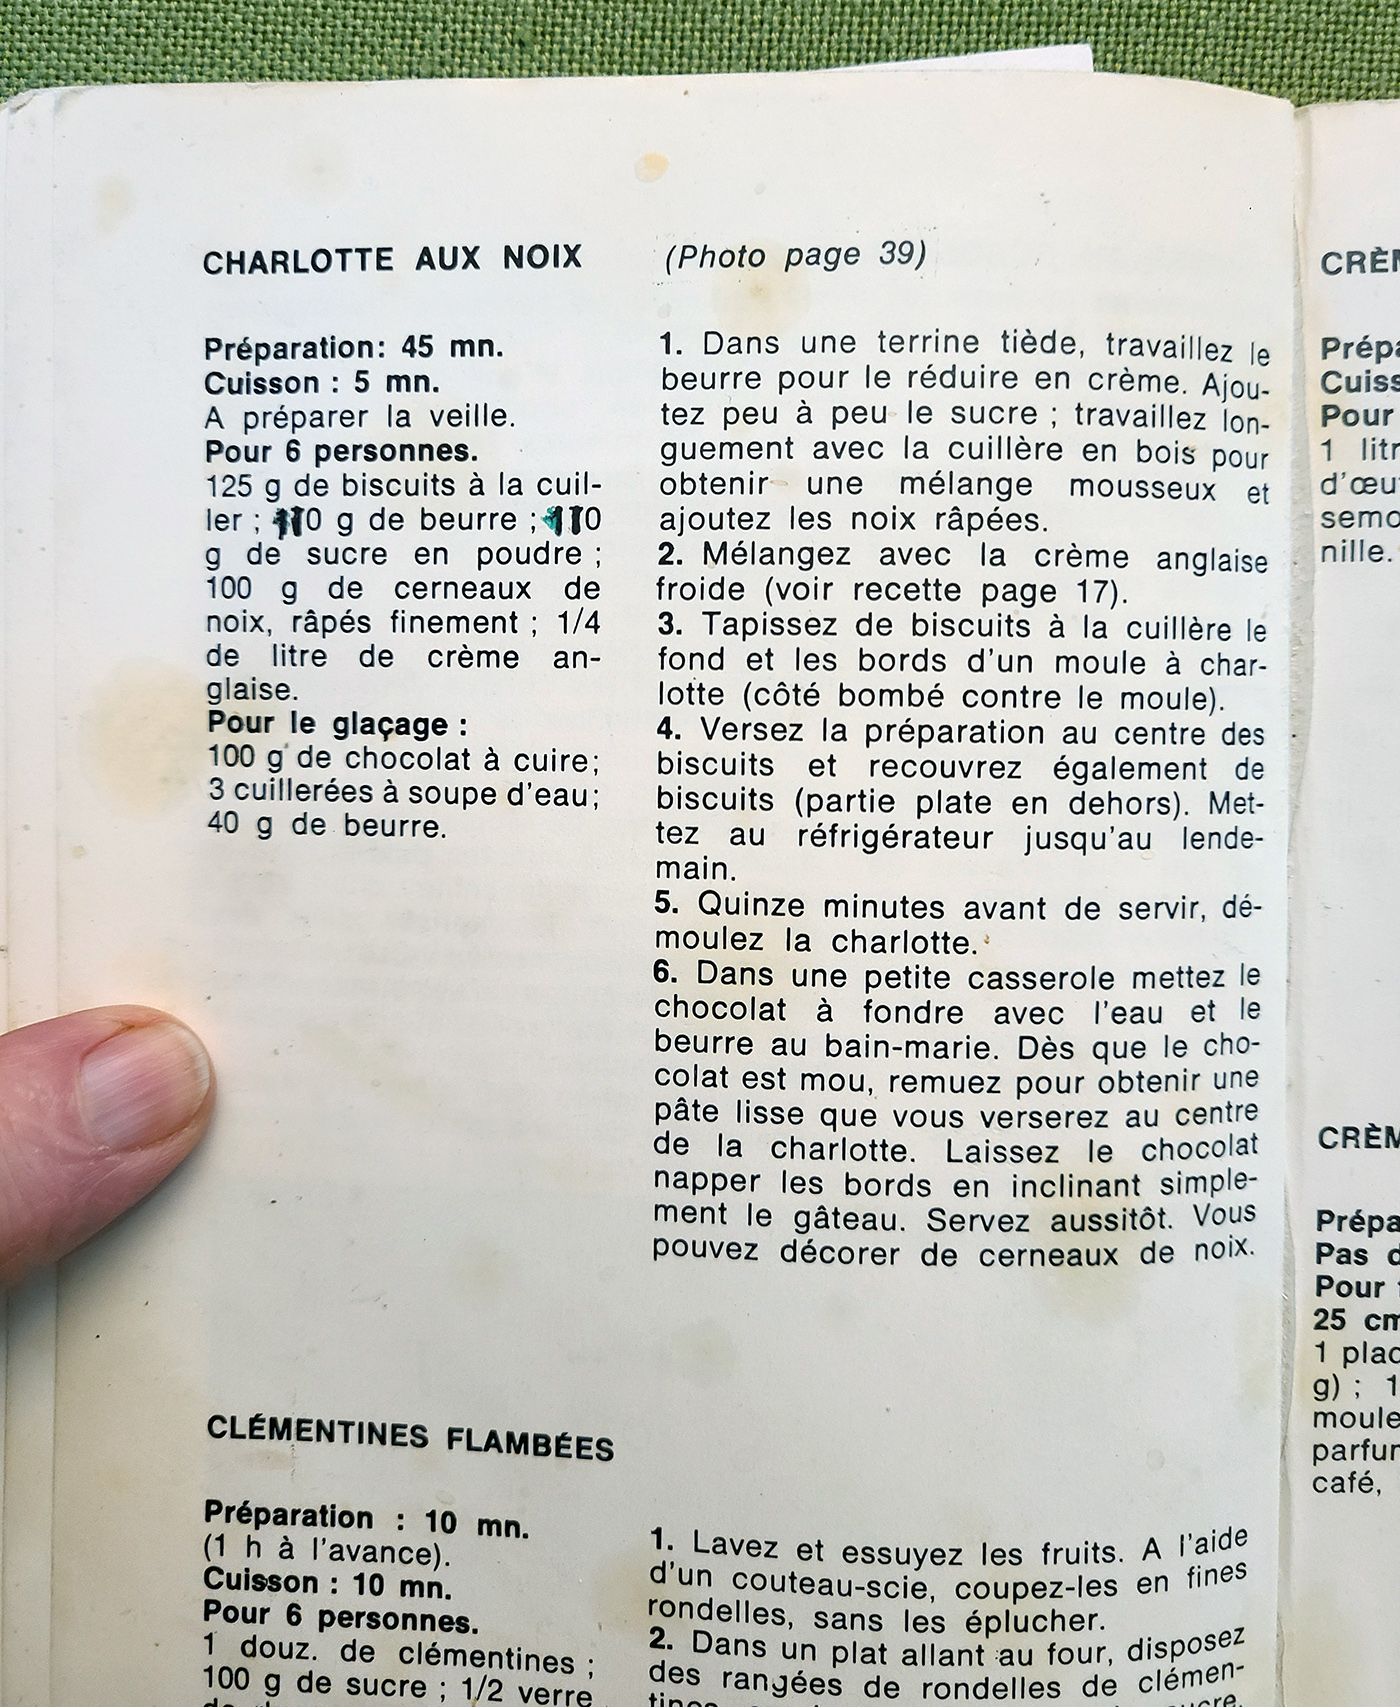 CHARLOTTE AUX NOIX (Photo page 39)
Préparation: 45 mn.
Cuisson : 5 mn.
A préparer la veille.
Pour 6 personnes.
125 g de biscuits à la cuil-
ler ; 110 g de beurre ; 110
g de sucre en poudre ;
100 g de cerneaux de
noix, râpés finement ; 1/4
de litre de crème an-
glaise.
Pour le glaçage :
100 g de chocolat à cuire;
3 cuillerées à soupe d'eau;
40 g de beurre.
1. Dans une terrine tiède, travaillez le
beurre pour le réduire en crème. Ajou-
tez peu à peu le sucre ; travaillez lon-
guement avec la cuillère en bois pour
obtenir une mélange mousseux et
ajoutez les noix râpées.
2. Mélangez avec la crème anglaise
froide (voir recette page 17).
3. Tapissez de biscuits à la cuillère le
fond et les bords d'un moule à char-
lotte (côté bombé contre le moule).
4. Versez la préparation au centre des
biscuits et recouvrez également de
biscuits (partie plate en dehors). Met-
tez au réfrigérateur jusqu'au lende-
main.
5. Quinze minutes avant de servir, dé-
moulez la charlotte.
6. Dans une petite casserole mettez le
chocolat à fondre avec l'eau et le
beurre au bain-marie. Dès que le cho-
colat est mou, remuez pour obtenir une
pâte lisse que vous verserez au centre
de la charlotte. Laissez le chocolat
napper les bords en inclinant simple-
ment le gâteau. Servez aussitôt. Vous
pouvez décorer de cerneaux de noix.
CLÉMENTINES FLAMBÉES
Préparation : 10 mn.
(1 h à l'avance).
Cuisson : 10 mn.
Pour 6 personnes.
1 douz. de clémentines ;
100 g de sucre ; 1/2 verre
1. Lavez et essuyez les fruits. A l'aide
d'un couteau-scie, coupez-les en fines
rondelles, sans les éplucher.
2. Dans un plat allant au four, disposez
des rangées de rondelles de clémen-
tines
sucre.
Pour
1
semo
nille.
Pour
25
1
g) ; 1
moule
café,